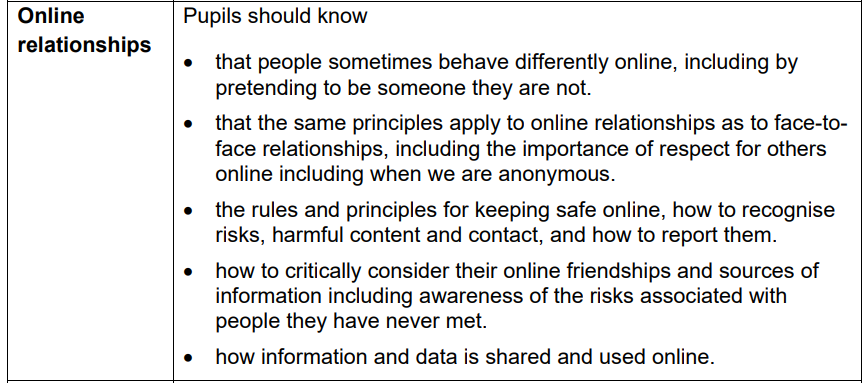 Online
relationships
Pupils should know
• that people sometimes behave differently online, including by
pretending to be someone they are not.
• that the same principles apply to online relationships as to face-to-
face relationships, including the importance of respect for others
online including when we are anonymous.
• the rules and principles for keeping safe online, how to recognise
risks, harmful content and contact, and how to report them.
• how to critically consider their online friendships and sources of
information including awareness of the risks associated with
people they have never met.
• how information and data is shared and used online.